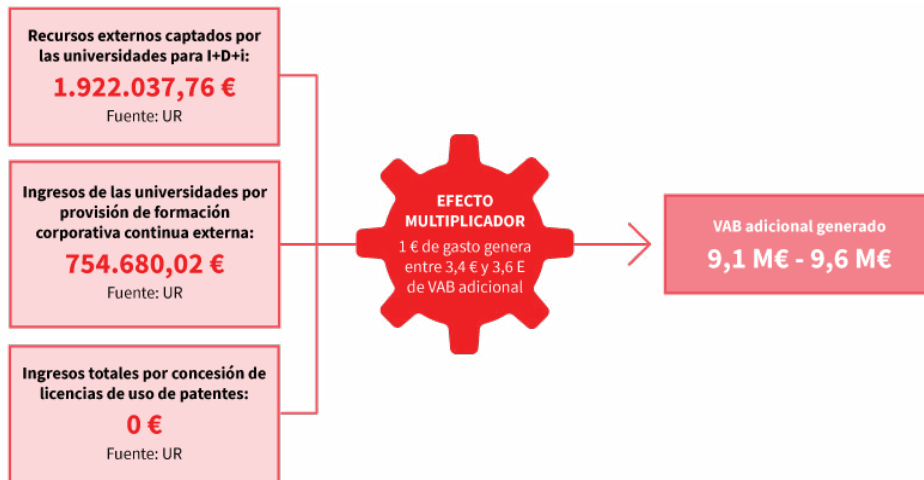 Recursos externos captados por
las universidades para I+D+i:
1.922.037,76 €
Fuente: UR
Ingresos de las universidades por
provisión de formación
corporativa continua externa:
754.680,02 €
Fuente: UR
Ingresos totales por concesión de
licencias de uso de patentes:
0 €
Fuente: UR
EFECTO
MULTIPLICADOR
1 € de gasto genera
entre 3,4 € y 3,6 E
de VAB adicional
VAB adicional generado
9,1 M€ - 9,6 M€